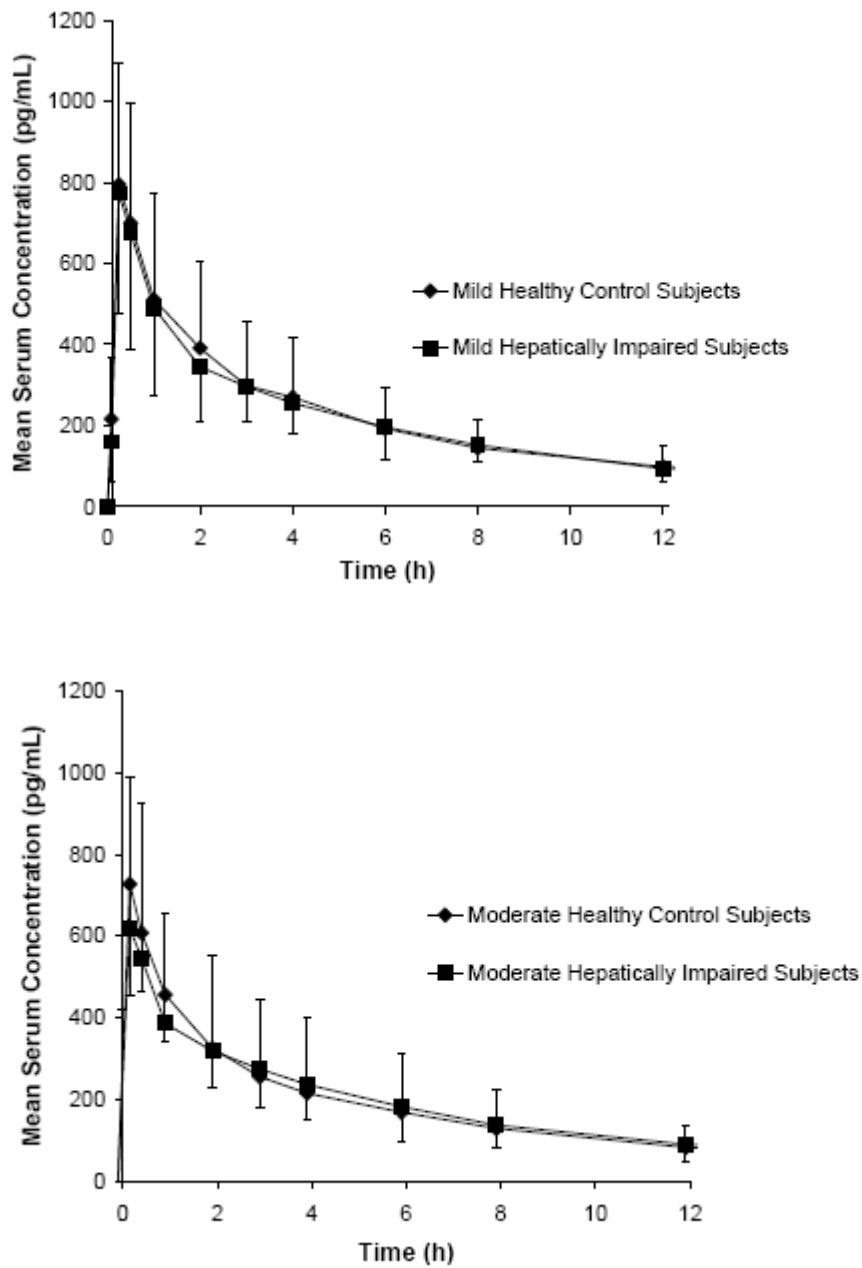 Mean Serum Concentration (pg/mL)
1200
1000
800
600
400
200
0
Mild Healthy Control Subjects
Mild Hepatically Impaired Subjects
0 2 4 6 8 10 12
Time (h)
Mean Serum Concentration (pg/mL)
1200
1000
800
600
400
200
0
Moderate Healthy Control Subjects
Moderate Hepatically Impaired Subjects
0 2 4 6 8 10 12
Time (h)